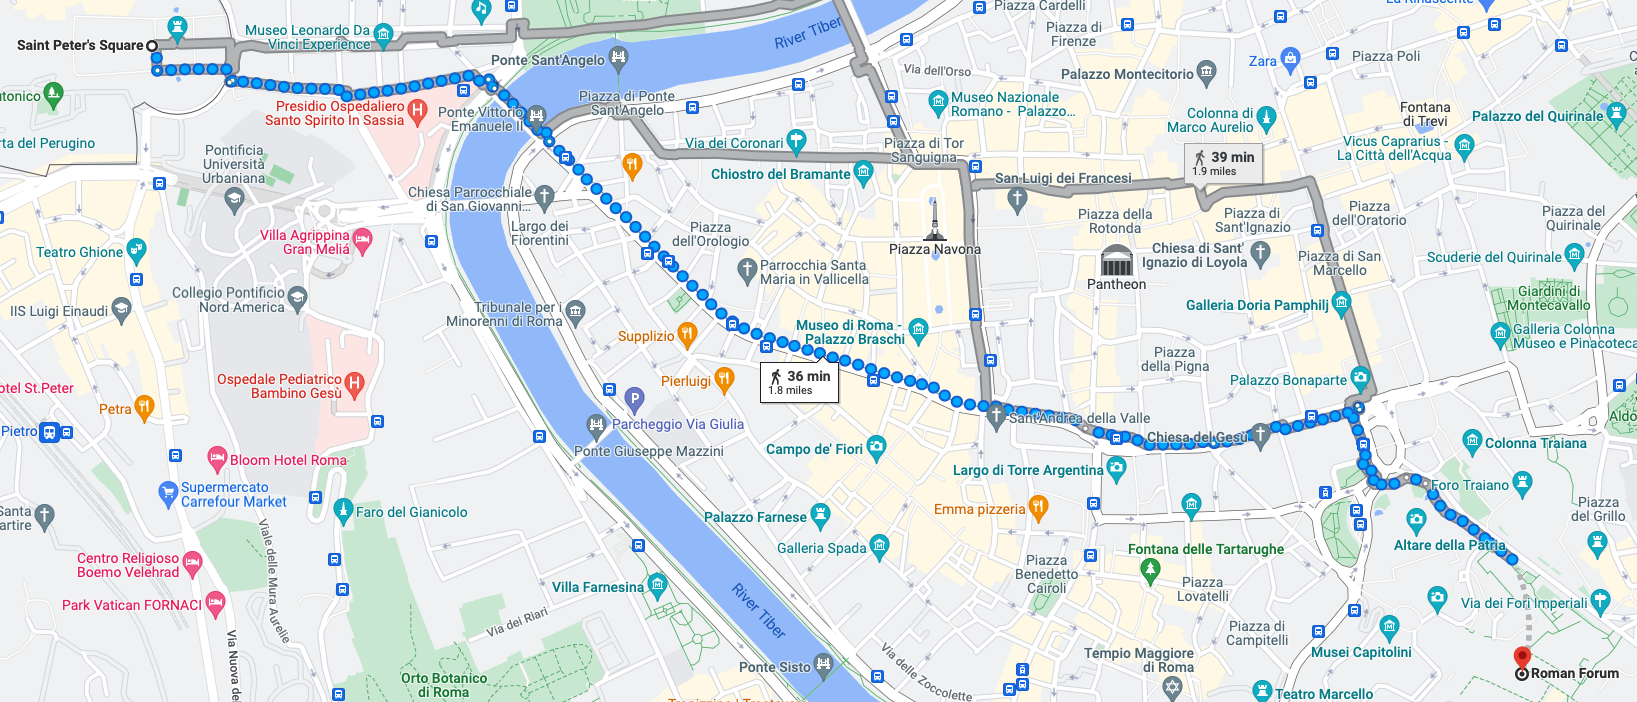 Piazza Cardelli
La Rinascente
Museo Leonardo Da
Vinci Experience
River Tiber
Piazza di
Firenze
Saint Peter's Square
Ponte Sant'Angelo
Via dell'Orso
Zara
Piazza Poli
Palazzo Montecitorio
Piazza di Ponte
Sant'Angelo
Museo Nazionale
Romano - Palazzo...
Fontana
di Trevi
Presidio Ospedaliero
Santo Spirito In Sassia
Ponte Vittorio
Emanuele II
Colonna di
Marco Aurelio
Palazzo del Quirinale
Via dei Coronari
Piazza di Tor
Sanguigna
Vicus Caprarius -
La Città dell'Acqua
Pontificia
Università
Urbaniana
39 min
1.9 miles
Chiostro del Bramante
San Luigi dei Francesi
Chiesa Parrocchiale
di San Giovanni...
Piazza della
Rotonda
Piazza di
Sant'Ignazio
Piazza
dell'Oratorio
Piazza del
Quirinale
Largo dei
Fiorentini
Piazza
dell'Orologio
Villa Agrippina
Gran Meliá
Teatro Ghione
Piazza Navona
Chiesa di Sant'
Ignazio di Loyola
Piazza di San
Marcello
Scuderie del Quirinale
Parrocchia Santa
Maria in Vallicella
Pantheon
Collegio Pontificio
Nord America
IIS Luigi Einaudi
Tribunale per i
Minorenni di Roma
Galleria Doria Pamphilj
Giardini di
Montecavallo
Museo di Roma -
Palazzo Braschi
Supplizio
Galleria Colonna
Museo e Pinacoteca
Piazza
della Pigna
36 min
1.8 miles
Pierluigi
Ospedale Pediatrico
Bambino Gesù
Palazzo Bonaparte
otel St.Peter
Petra
Pietro
Parcheggio Via Giulia
Sant'Andrea della Valle
Aldo
Ponte Giuseppe Mazzini
Campo de' Fiori
Chiesa del Gesù
Colonna Traiana
Bloom Hotel Roma
Largo di Torre Argentina
Supermercato
Carrefour Market
Foro Traiano
Santa
artire
Faro del Gianicolo
Palazzo Farnese
Emma pizzeria
Piazza
del Grillo
Viale delle Mura Aurelie
Galleria Spada
Fontana delle Tartarughe
Altare della Patria
Centro Religioso
Boemo Velehrad
Villa Farnesina
Piazza
Benedetto
Cairoli
Piazza
Lovatelli
Park Vatican FORNACI
River Tiber
Via dei Riari
Via dei Fori Imperiali
Piazza di
Campitelli
Via Nuova del
Via delle Zoccolette
Tempio Maggiore
di Roma
Musei Capitolini
Ponte Sisto
Orto Botanico
di Roma
Roman Forum
Teatro Marcello
utonico
rta del Perugino